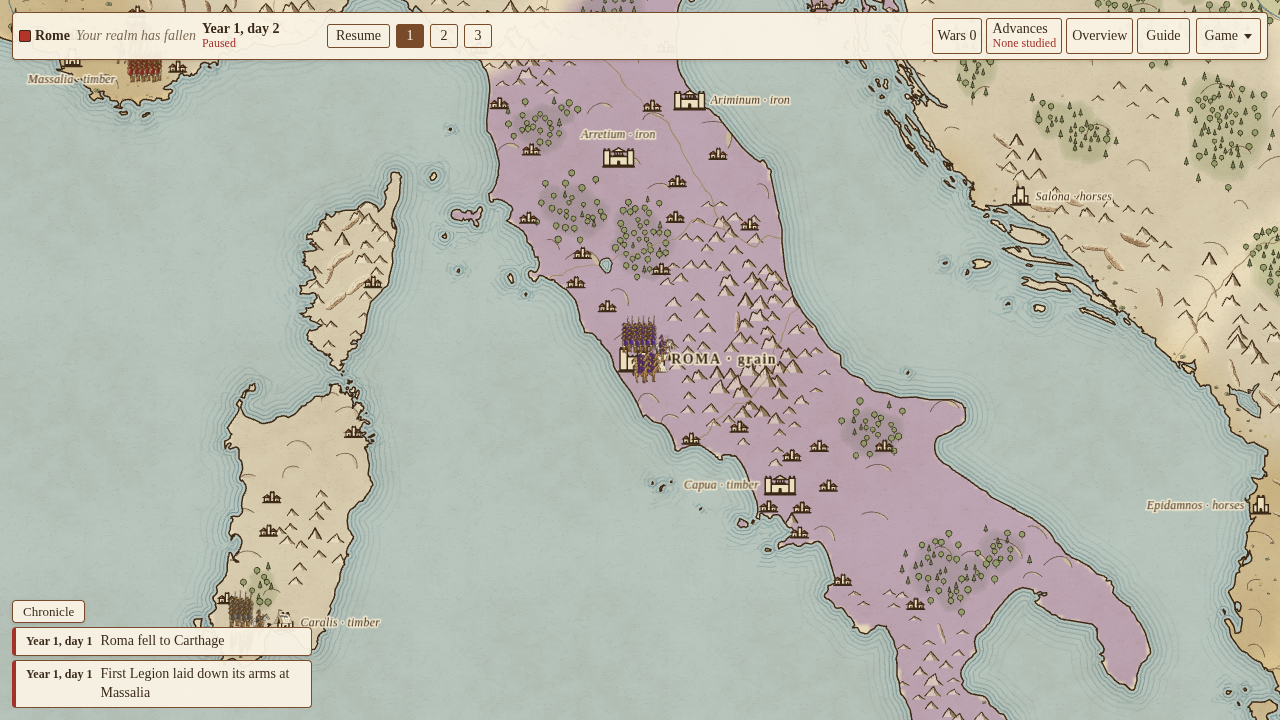 Rome Your realm has fallen
Year 1, day 2
Paused
Resume
1
2
3
Wars 0
Advances
None studied
Overview
Guide
Game
Massalia · timber
Ariminum · iron
Arretium · iron
Salona · horses
ROMA · grain
Capua · timber
Epidamnos · horses
Caralis · timber
Chronicle
Year 1, day 1 Roma fell to Carthage
Year 1, day 1 First Legion laid down its arms at
Massalia